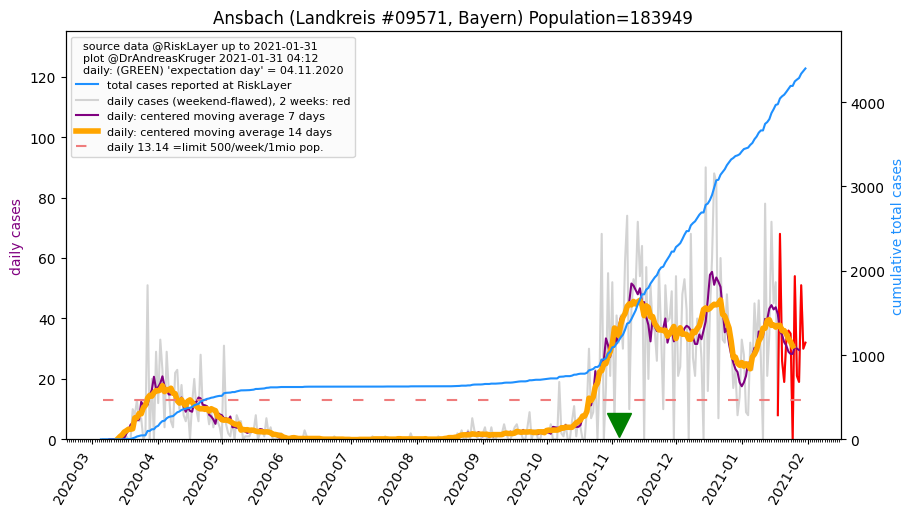 Ansbach (Landkreis #09571, Bayern) Population=183949
source data @RiskLayer up to 2021-01-31
plot @DrAndreasKruger 2021-01-31 04:12
daily: (GREEN) 'expectation day' = 04.11.2020
total cases reported at RiskLayer
daily cases (weekend-flawed), 2 weeks: red
daily: centered moving average 7 days
daily: centered moving average 14 days
daily 13.14 =limit 500/week/1mio pop.
daily cases
120
100
80
60
40
20
0
4000
3000
2000
1000
0
cumulative total cases
2020-03
2020-04
2020-05
2020-06
2020-07
2020-08
2020-09
2020-10
2020-11
2020-12
2021-01
2021-02